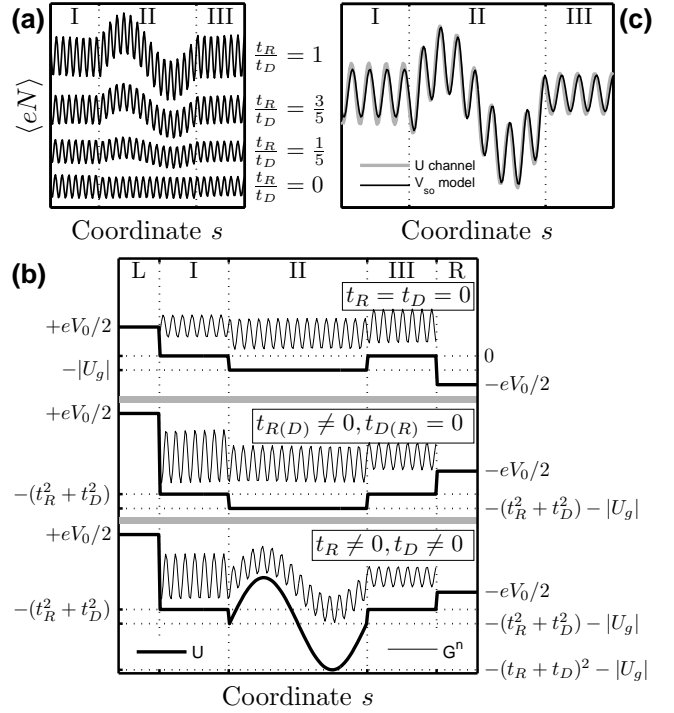 (a)
I II III
⟨eN⟩
t_R/t_D = 1
t_R/t_D = 3/5
t_R/t_D = 1/5
t_R/t_D = 0
Coordinate s
(c)
I II III
U channel
V_so model
Coordinate s
(b)
L I II III R
t_R = t_D = 0
+eV_0/2
0
−|U_g|
−eV_0/2
+eV_0/2
t_{R(D)} ≠ 0, t_{D(R)} = 0
−eV_0/2
−(t_R^2 + t_D^2)
−(t_R^2 + t_D^2) − |U_g|
+eV_0/2
t_R ≠ 0, t_D ≠ 0
−eV_0/2
−(t_R^2 + t_D^2)
−(t_R^2 + t_D^2) − |U_g|
U
G^n
−(t_R + t_D)^2 − |U_g|
Coordinate s